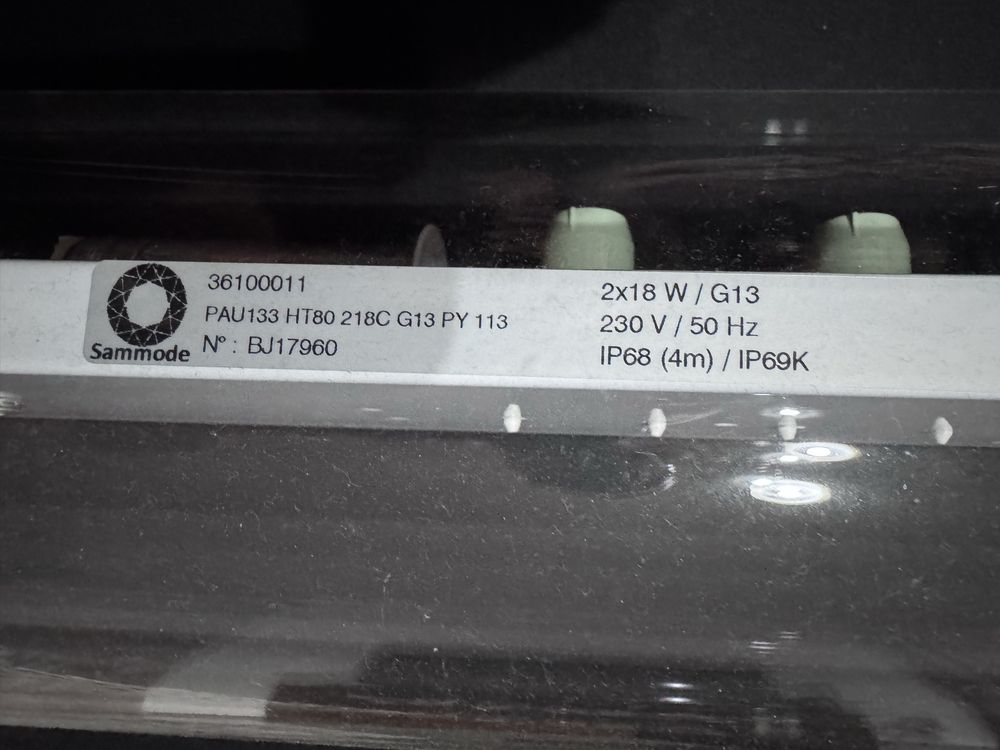 36100011
PAU133 HT80 218C G13 PY 113
N° : BJ17960
Sammode
2x18 W / G13
230 V / 50 Hz
IP68 (4m) / IP69K